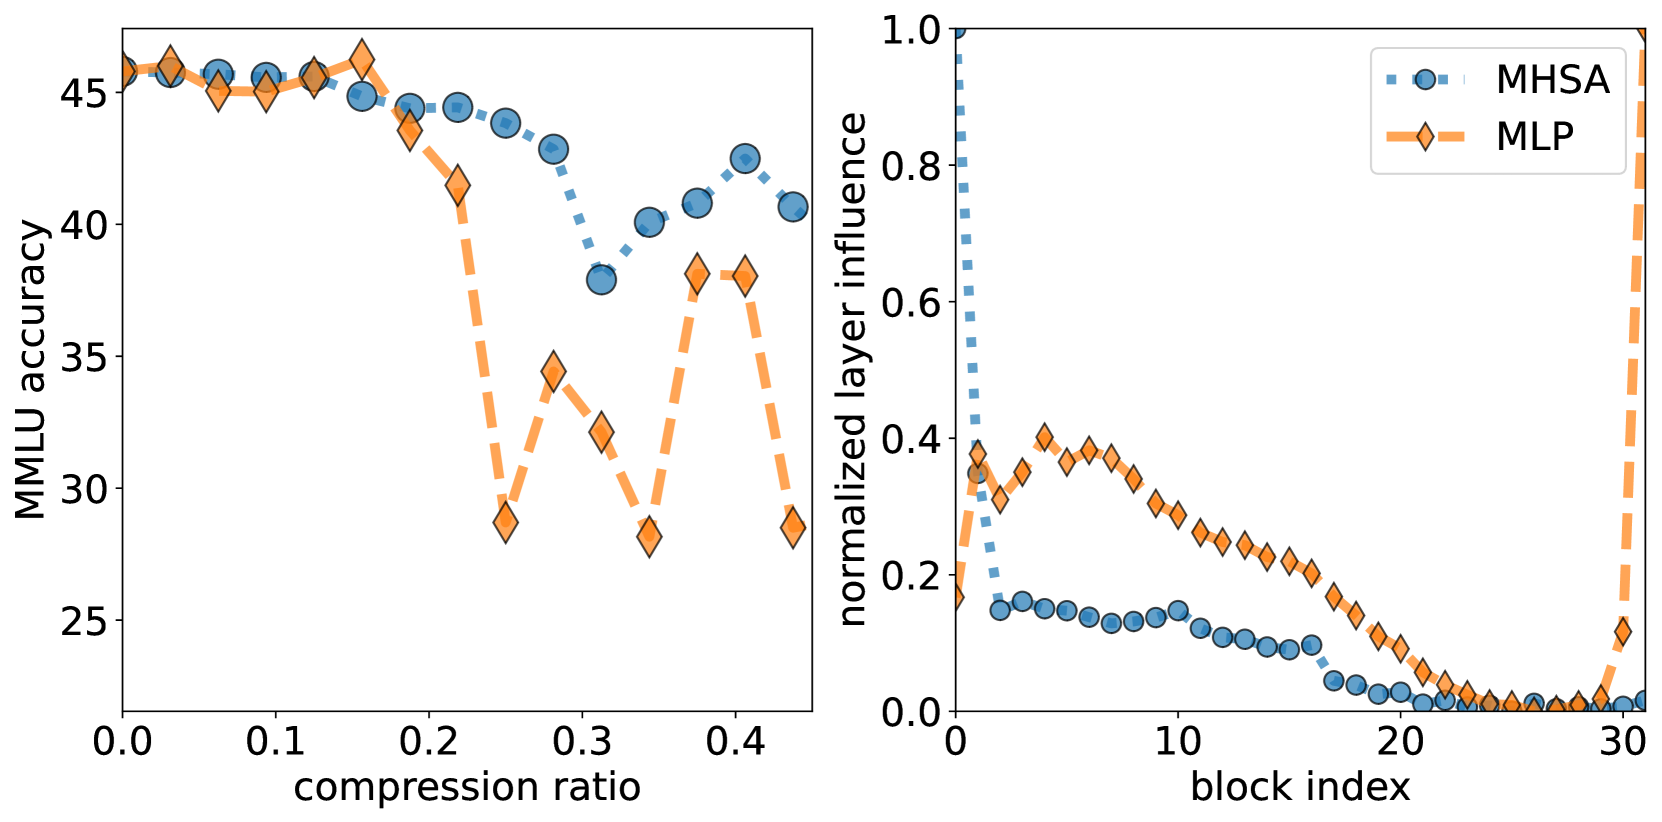 MMLU accuracy
45
40
35
30
25
0.0 0.1 0.2 0.3 0.4
compression ratio
normalized layer influence
1.0
0.8
0.6
0.4
0.2
0.0
0 10 20 30
block index
MHSA
MLP